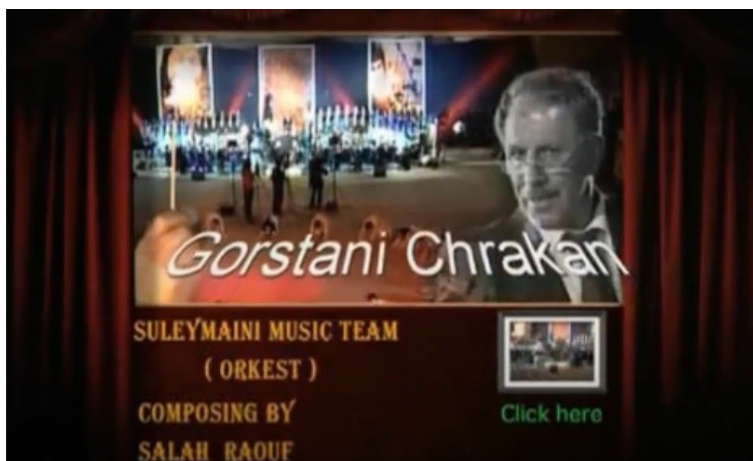 Gorstani Chrakan
SULEYMAINI MUSIC TEAM
( ORKEST )
COMPOSING BY
SALAH RAOUF
Click here